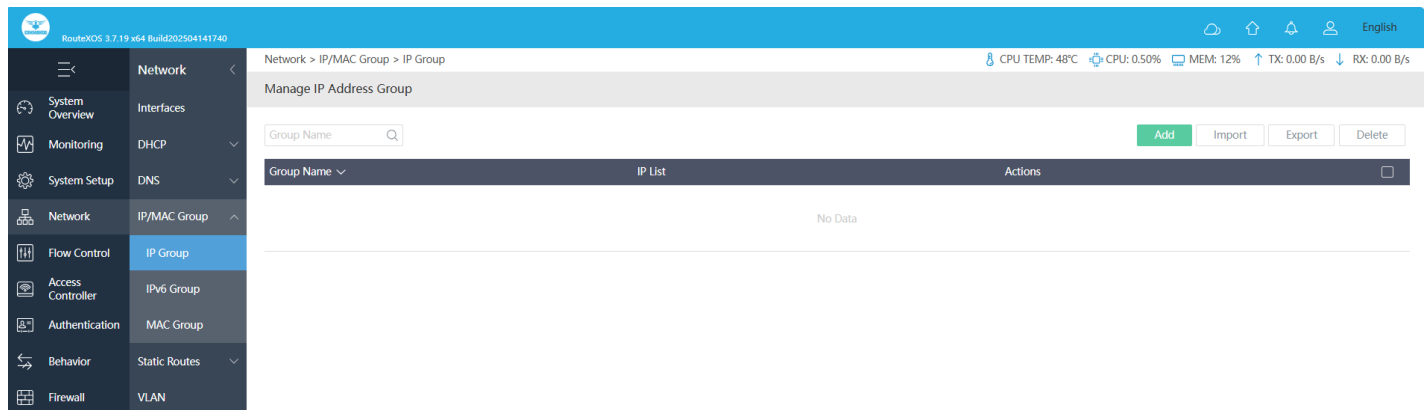 RouteXOS 3.7.19 x64 Build202504141740
English
System Overview
Monitoring
System Setup
Network
Flow Control
Access Controller
Authentication
Behavior
Firewall
Network
Interfaces
DHCP
DNS
IP/MAC Group
IP Group
IPv6 Group
MAC Group
Static Routes
VLAN
Network > IP/MAC Group > IP Group
CPU TEMP: 48°C CPU: 0.50% MEM: 12% TX: 0.00 B/s RX: 0.00 B/s
Manage IP Address Group
Group Name
Add Import Export Delete
Group Name IP List Actions
No Data